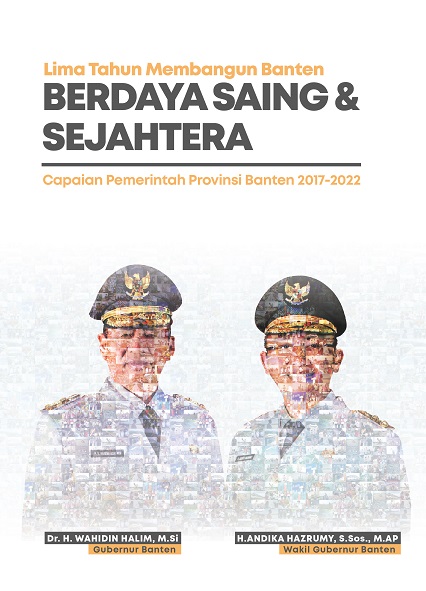 Lima Tahun Membangun Banten
BERDAYA SAING &
SEJAHTERA
Capaian Pemerintah Provinsi Banten 2017-2022
Dr. H. WAHIDIN HALIM, M.Si
Gubernur Banten
H.ANDIKA HAZRUMY, S.Sos., M.AP
Wakil Gubernur Banten